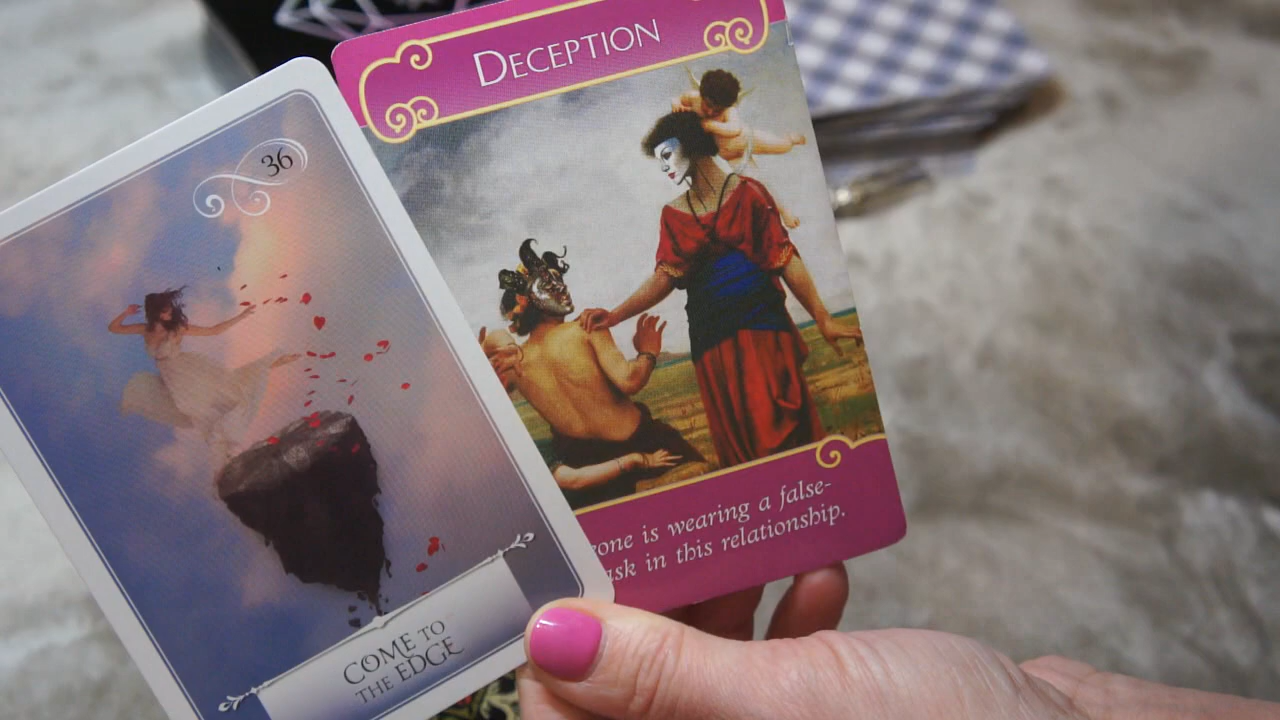 36
COME TO
THE EDGE
DECEPTION
one is wearing a false-
ask in this relationship.